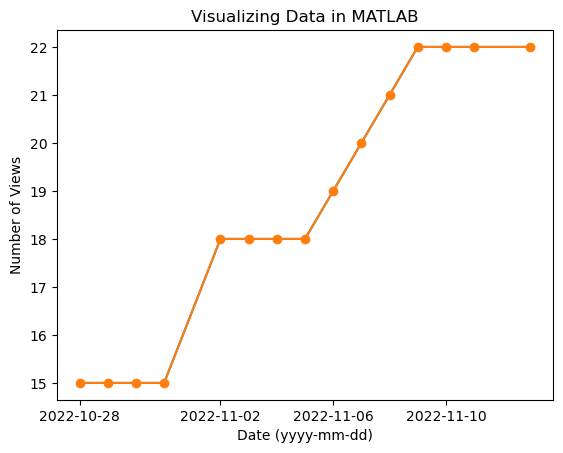 Visualizing Data in MATLAB
22
21
20
19
18
17
16
15
Number of Views
2022-10-28 2022-11-02 2022-11-06 2022-11-10
Date (yyyy-mm-dd)